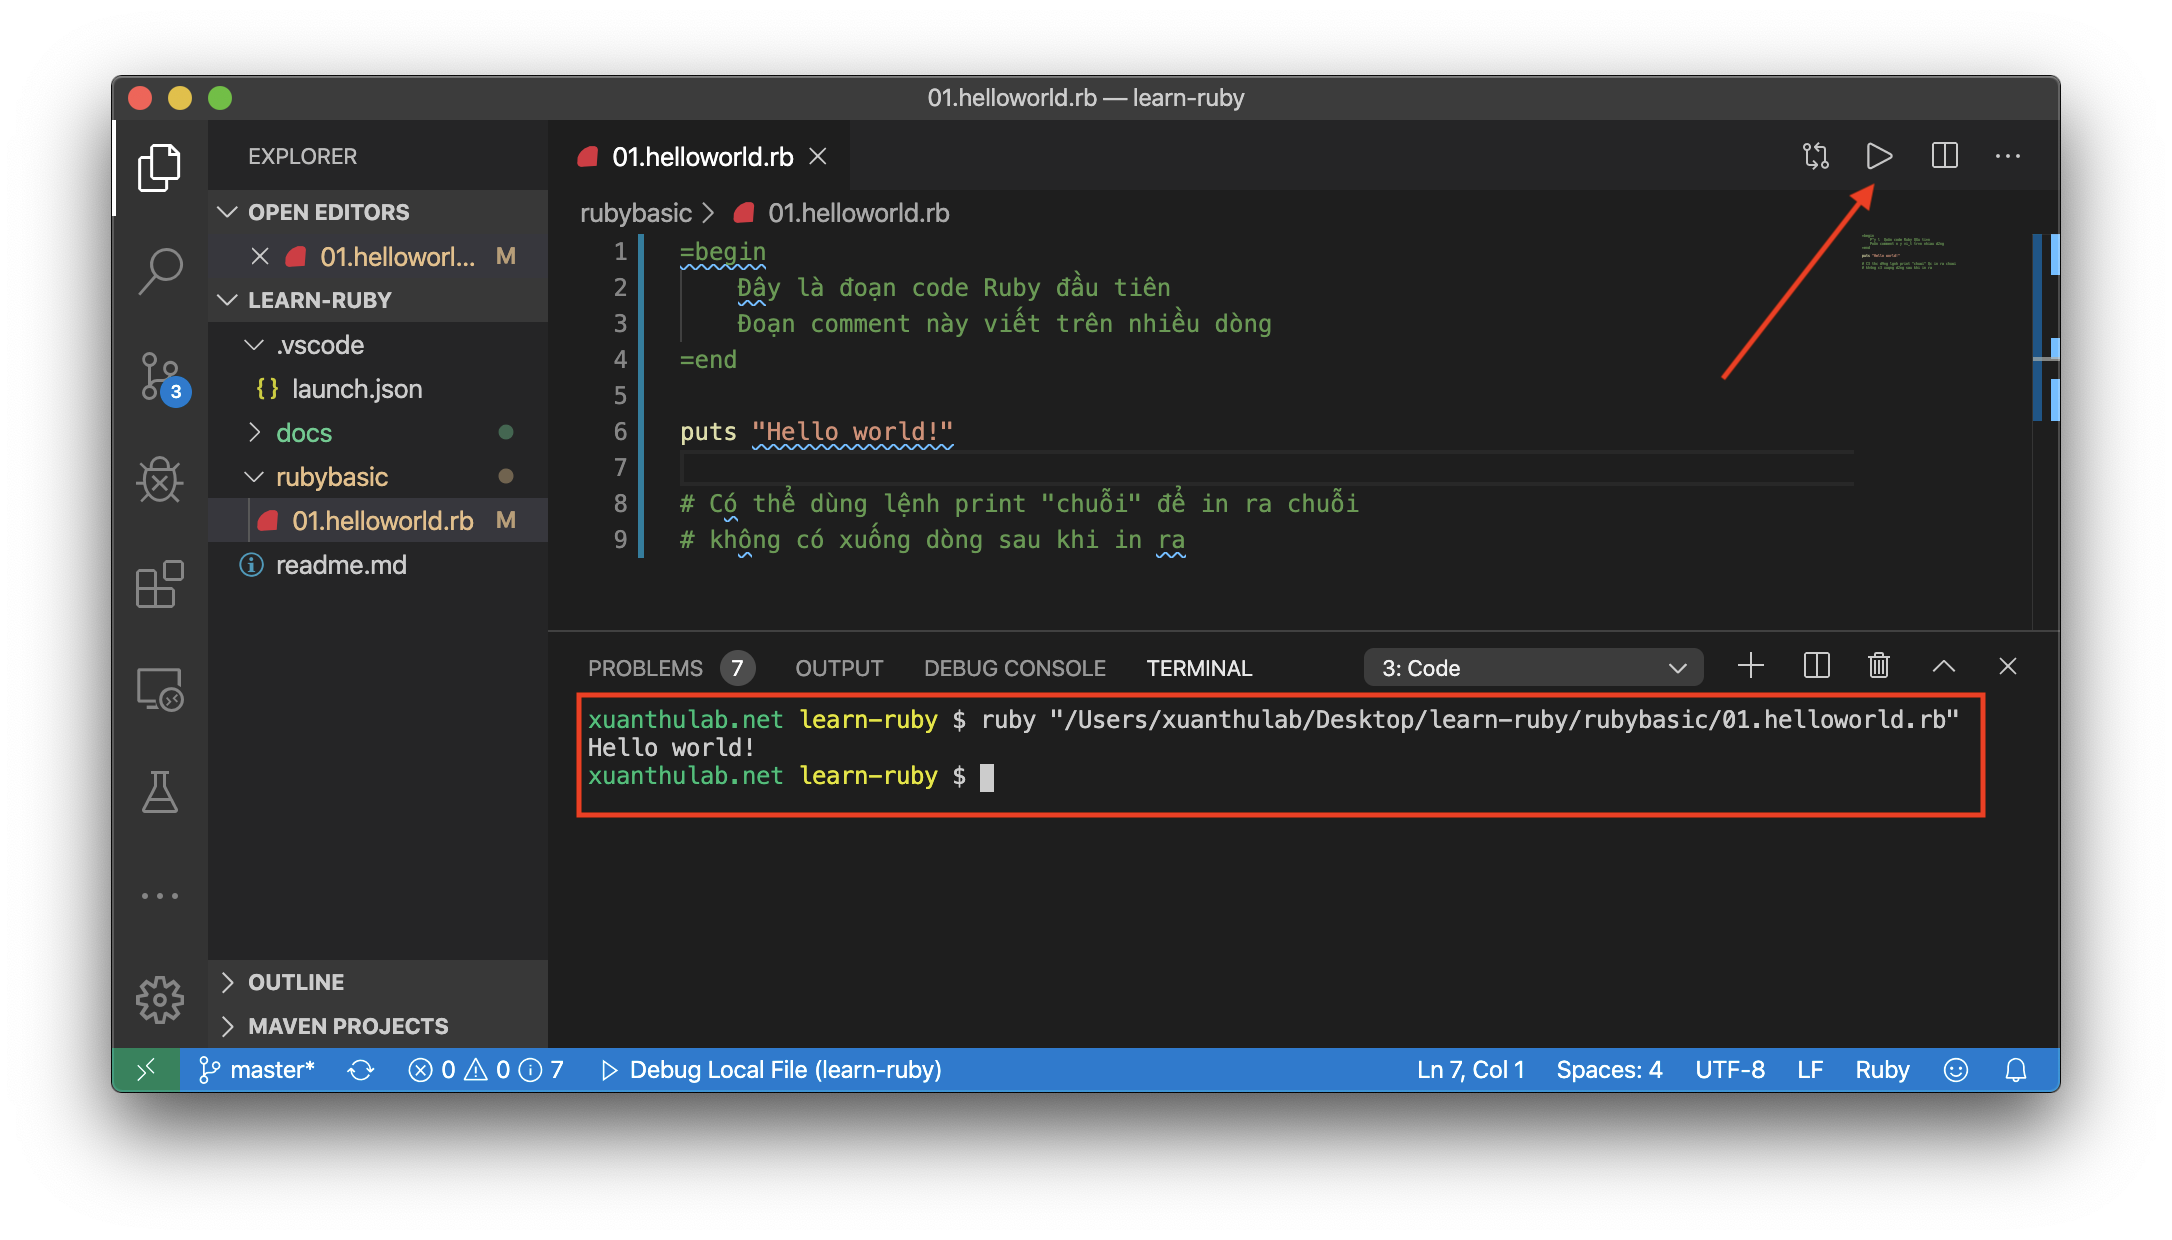 01.helloworld.rb — learn-ruby
EXPLORER
OPEN EDITORS
01.helloworl... M
LEARN-RUBY
.vscode
{} launch.json
docs
rubybasic
01.helloworld.rb M
readme.md
OUTLINE
MAVEN PROJECTS
3
01.helloworld.rb
rubybasic > 01.helloworld.rb
1 =begin
2 Đây là đoạn code Ruby đầu tiên
3 Đoạn comment này viết trên nhiều dòng
4 =end
5
6 puts "Hello world!"
7
8 # Có thể dùng lệnh print "chuỗi" để in ra chuỗi
9 # không có xuống dòng sau khi in ra
PROBLEMS 7 OUTPUT DEBUG CONSOLE TERMINAL 3: Code
xuanthulab.net learn-ruby $ ruby "/Users/xuanthulab/Desktop/learn-ruby/rubybasic/01.helloworld.rb"
Hello world!
xuanthulab.net learn-ruby $
master* 0 0 7 Debug Local File (learn-ruby) Ln 7, Col 1 Spaces: 4 UTF-8 LF Ruby